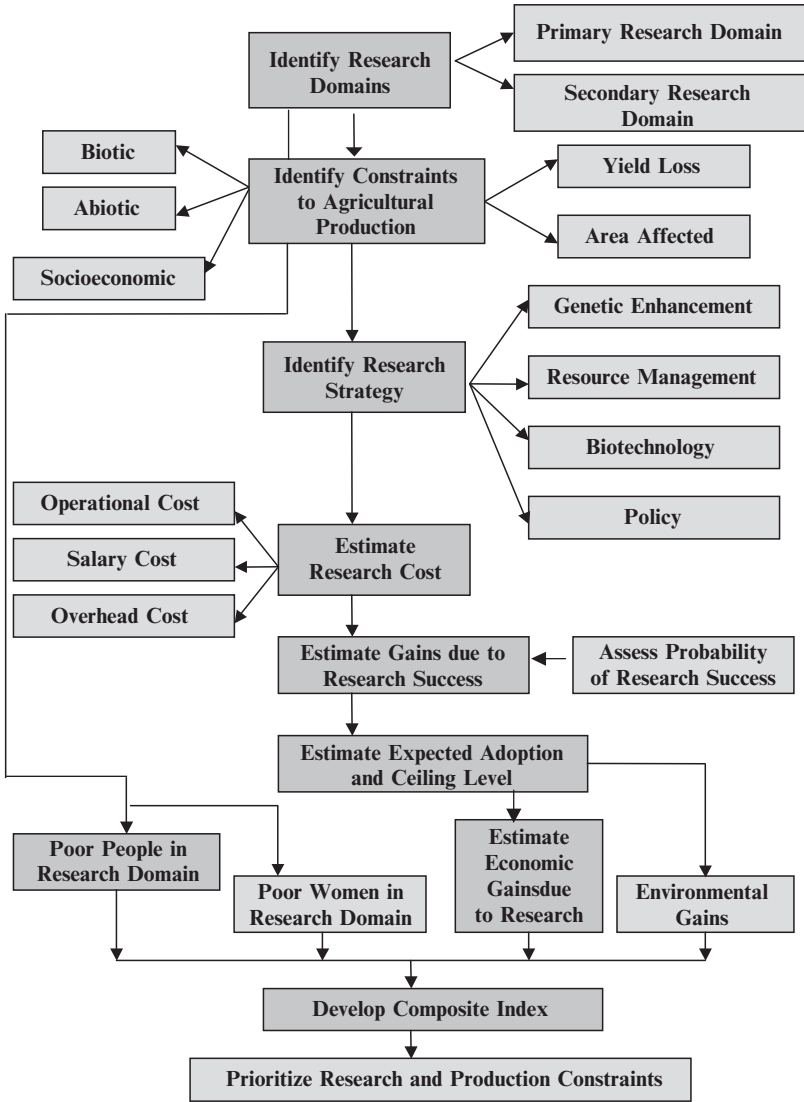 Primary Research Domain
Identify Research
Domains
Secondary Research
Domain
Biotic
Abiotic
Socioeconomic
Identify Constraints
to Agricultural
Production
Yield Loss
Area Affected
Genetic Enhancement
Identify Research
Strategy
Resource Management
Biotechnology
Policy
Operational Cost
Salary Cost
Overhead Cost
Estimate
Research Cost
Estimate Gains due to
Research Success
Assess Probability
of Research Success
Estimate Expected Adoption
and Ceiling Level
Poor People in
Research Domain
Poor Women in
Research Domain
Estimate
Economic
Gainsdue
to Research
Environmental
Gains
Develop Composite Index
Prioritize Research and Production Constraints